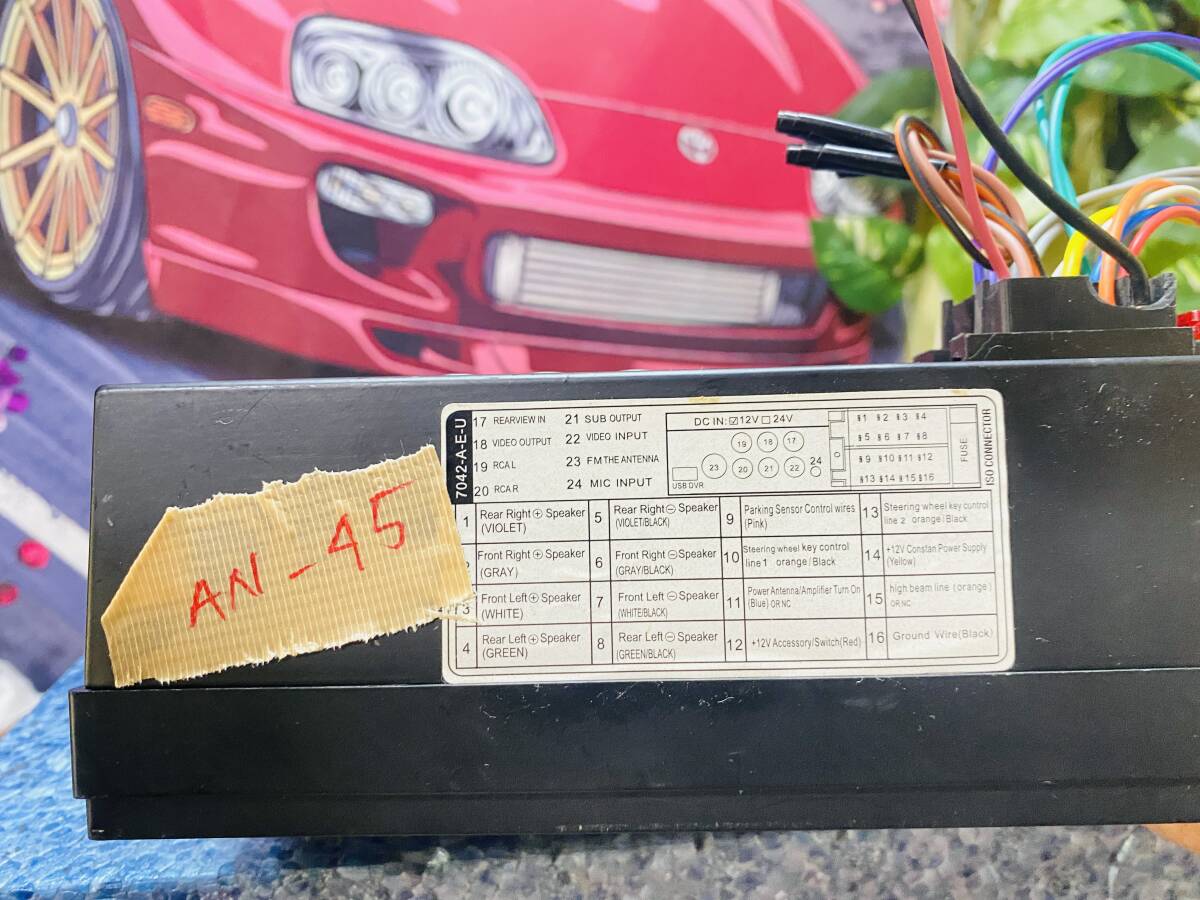 AN-45
7042-A-E-U
17 REARVIEW IN
18 VIDEO OUTPUT
19 RCAL
20 RCAR
21 SUB OUTPUT
22 VIDEO INPUT
23 FM THE ANTENNA
24 MIC INPUT
DC IN: ☑12V □24V
19 18 17
23 20 21 22 24
USB DVR
1 2 3 4
5 6 7 8
9 10 11 12
13 14 15 16
FUSE
ISO CONNECTOR
1 Rear Right⊕ Speaker
(VIOLET)
5 Rear Right⊖ Speaker
(VIOLET/BLACK)
9 Parking Sensor Control wires
(Pink)
13 Steering wheel key control
line 2 orange/Black
Front Right⊕ Speaker
(GRAY)
6 Front Right⊖Speaker
(GRAY/BLACK)
10 Steering wheel key control
line1 orange/Black
14 +12V Constan Power Supply
(Yellow)
3 Front Left⊕ Speaker
(WHITE)
7 Front Left⊖ Speaker
(WHITE/BLACK)
11 Power Antenna/Amplifier Turn On
(Blue) OR NC
15 high beam line (orange)
OR NC
4 Rear Left⊕ Speaker
(GREEN)
8 Rear Left⊖ Speaker
(GREEN/BLACK)
12 +12V Accessory/Switch(Red)
16 Ground Wire(Black)